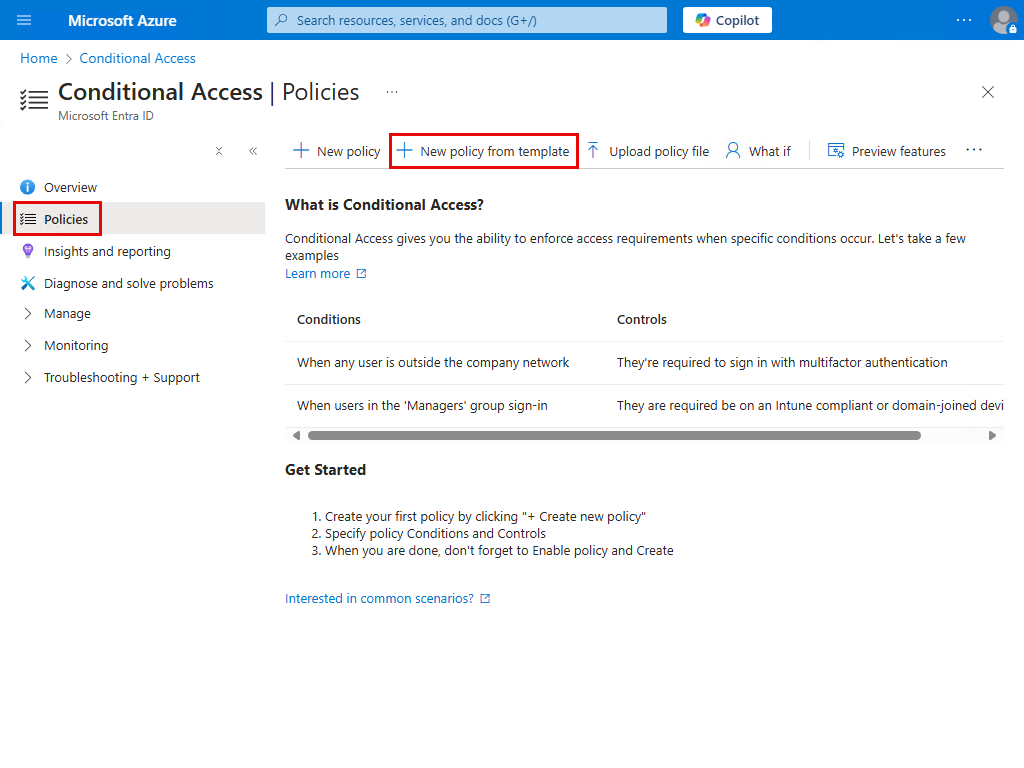 Microsoft Azure
Search resources, services, and docs (G+/)
Copilot
Home > Conditional Access
Conditional Access | Policies
Microsoft Entra ID
New policy
New policy from template
Upload policy file
What if
Preview features
Overview
Policies
Insights and reporting
Diagnose and solve problems
Manage
Monitoring
Troubleshooting + Support
What is Conditional Access?
Conditional Access gives you the ability to enforce access requirements when specific conditions occur. Let's take a few
examples
Learn more
Conditions Controls
When any user is outside the company network They're required to sign in with multifactor authentication
When users in the 'Managers' group sign-in They are required be on an Intune compliant or domain-joined devi
Get Started
1. Create your first policy by clicking "+ Create new policy"
2. Specify policy Conditions and Controls
3. When you are done, don't forget to Enable policy and Create
Interested in common scenarios?